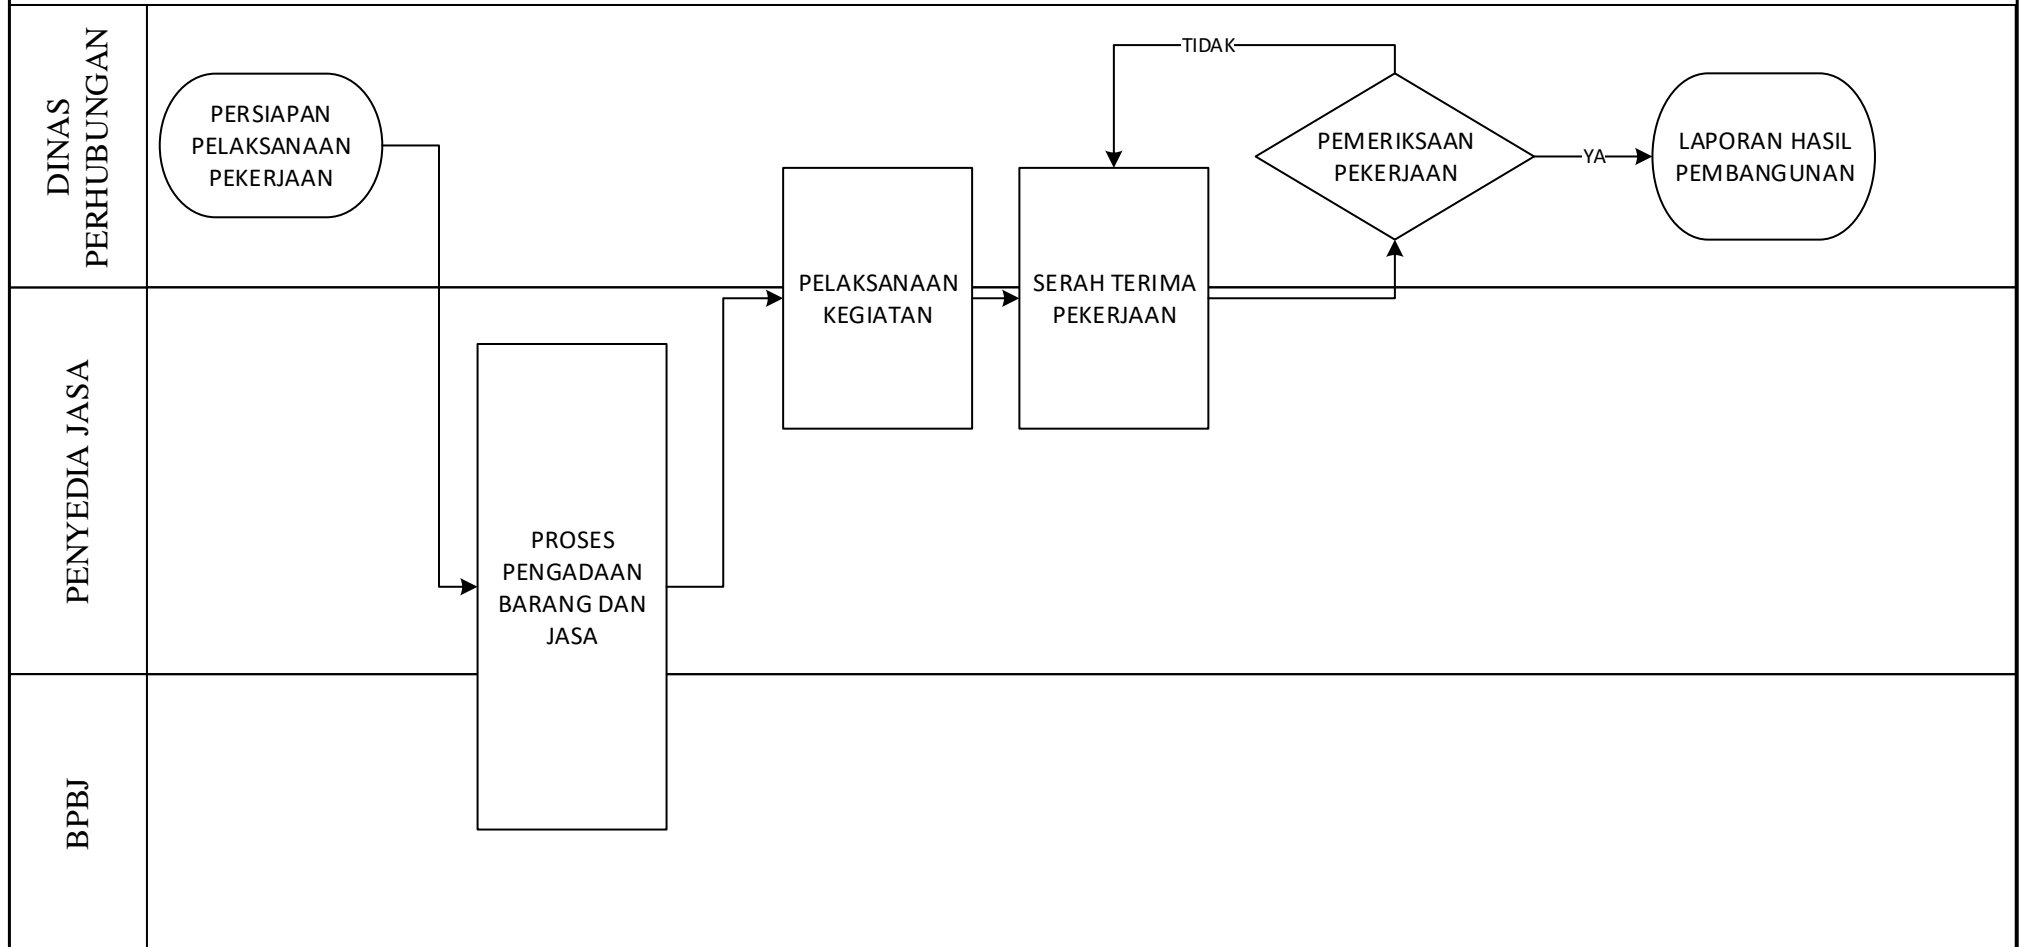 DINAS
PERHUBUNGAN
PERSIAPAN
PELAKSANAAN
PEKERJAAN
TIDAK
PEMERIKSAAN
PEKERJAAN
YA
LAPORAN HASIL
PEMBANGUNAN
PELAKSANAAN
KEGIATAN
SERAH TERIMA
PEKERJAAN
PENYEDIA JASA
PROSES
PENGADAAN
BARANG DAN
JASA
BPBJ